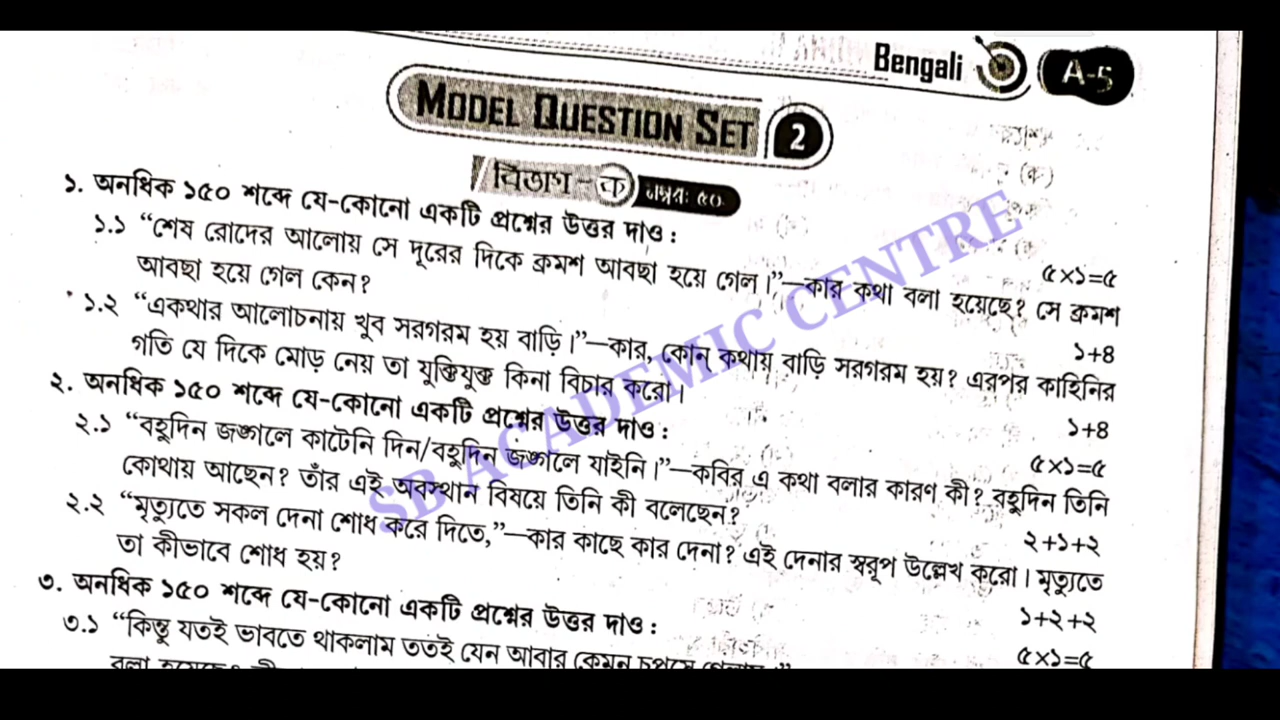 Bengali
A-5
MODEL QUESTION SET 2
বিভাগ - ক নম্বর: ৫০
১. অনধিক ১৫০ শব্দে যে-কোনো একটি প্রশ্নের উত্তর দাও :
৫×১=৫
১.১ “শেষ রোদের আলোয় সে দূরের দিকে ক্রমশ আবছা হয়ে গেল।”—কার কথা বলা হয়েছে? সে ক্রমশ
আবছা হয়ে গেল কেন?
১+৪
১.২ “একথার আলোচনায় খুব সরগরম হয় বাড়ি।”—কার, কোন্ কথায় বাড়ি সরগরম হয়? এরপর কাহিনির
গতি যে দিকে মোড় নেয় তা যুক্তিযুক্ত কিনা বিচার করো।
১+৪
২. অনধিক ১৫০ শব্দে যে-কোনো একটি প্রশ্নের উত্তর দাও :
৫×১=৫
২.১ “বহুদিন জঙ্গলে কাটেনি দিন/বহুদিন জঙ্গলে যাইনি।”—কবির এ কথা বলার কারণ কী? বহুদিন তিনি
কোথায় আছেন? তাঁর এই অবস্থান বিষয়ে তিনি কী বলেছেন?
২+১+২
২.২ “মৃত্যুতে সকল দেনা শোধ করে দিতে,”—কার কাছে কার দেনা? এই দেনার স্বরূপ উল্লেখ করো। মৃত্যুতে
তা কীভাবে শোধ হয়?
১+২+২
৩. অনধিক ১৫০ শব্দে যে-কোনো একটি প্রশ্নের উত্তর দাও :
৫×১=৫
৩.১ “কিন্তু যতই ভাবতে থাকলাম ততই যেন আবার কেমন চুপসে গেলাম।”
SB ACADEMIC CENTRE